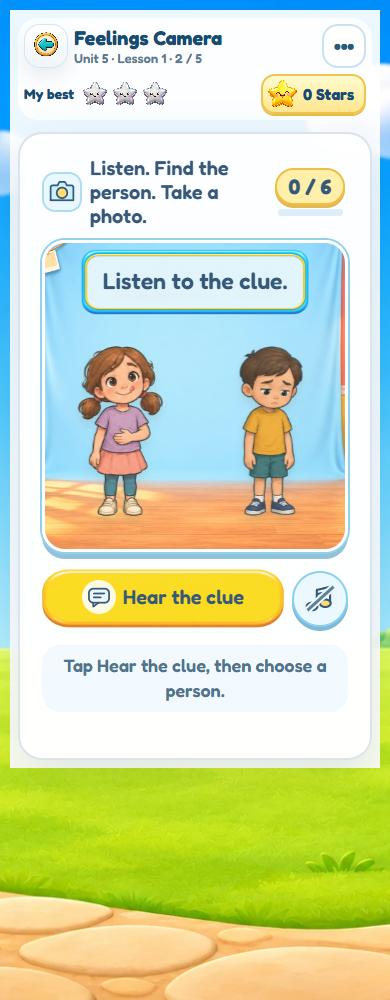 Feelings Camera
Unit 5 · Lesson 1 · 2 / 5
My best
0 Stars
Listen. Find the
person. Take a
photo.
0 / 6
Listen to the clue.
Hear the clue
Tap Hear the clue, then choose a
person.